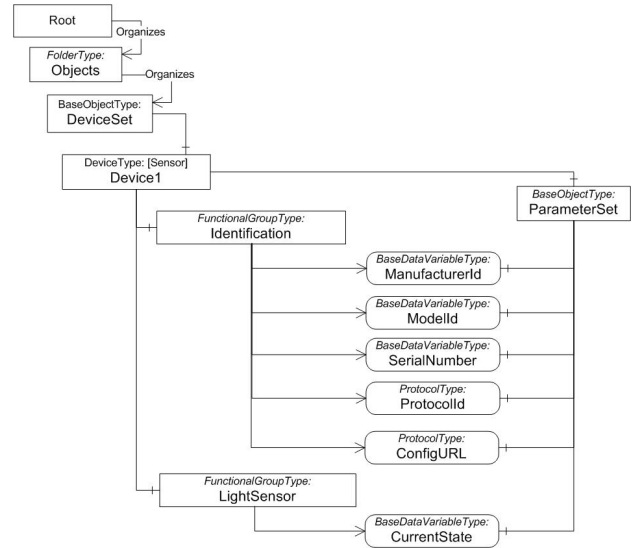 Root
Organizes
FolderType:
Objects
Organizes
BaseObjectType:
DeviceSet
DeviceType: [Sensor]
Device1
BaseObjectType:
ParameterSet
FunctionalGroupType:
Identification
BaseDataVariableType:
ManufacturerId
BaseDataVariableType:
ModelId
BaseDataVariableType:
SerialNumber
ProtocolType:
ProtocolId
ProtocolType:
ConfigURL
FunctionalGroupType:
LightSensor
BaseDataVariableType:
CurrentState